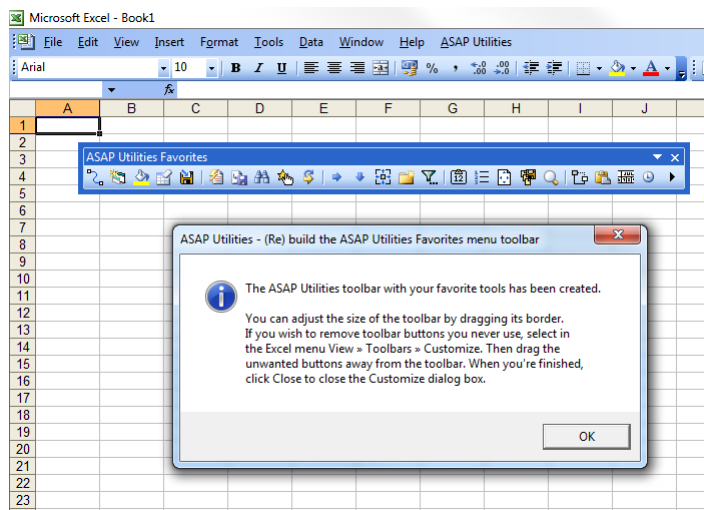 Microsoft Excel - Book1
File Edit View Insert Format Tools Data Window Help ASAP Utilities
Arial 10 B I U % , .00 A
fx
A B C D E F G H I J
1
2
3
ASAP Utilities Favorites
4
5
6
7
8
9
10
11
12
13
14
15
16
17
18
19
20
21
22
23
ASAP Utilities - (Re) build the ASAP Utilities Favorites menu toolbar
The ASAP Utilities toolbar with your favorite tools has been created.
You can adjust the size of the toolbar by dragging its border.
If you wish to remove toolbar buttons you never use, select in
the Excel menu View » Toolbars » Customize. Then drag the
unwanted buttons away from the toolbar. When you're finished,
click Close to close the Customize dialog box.
OK